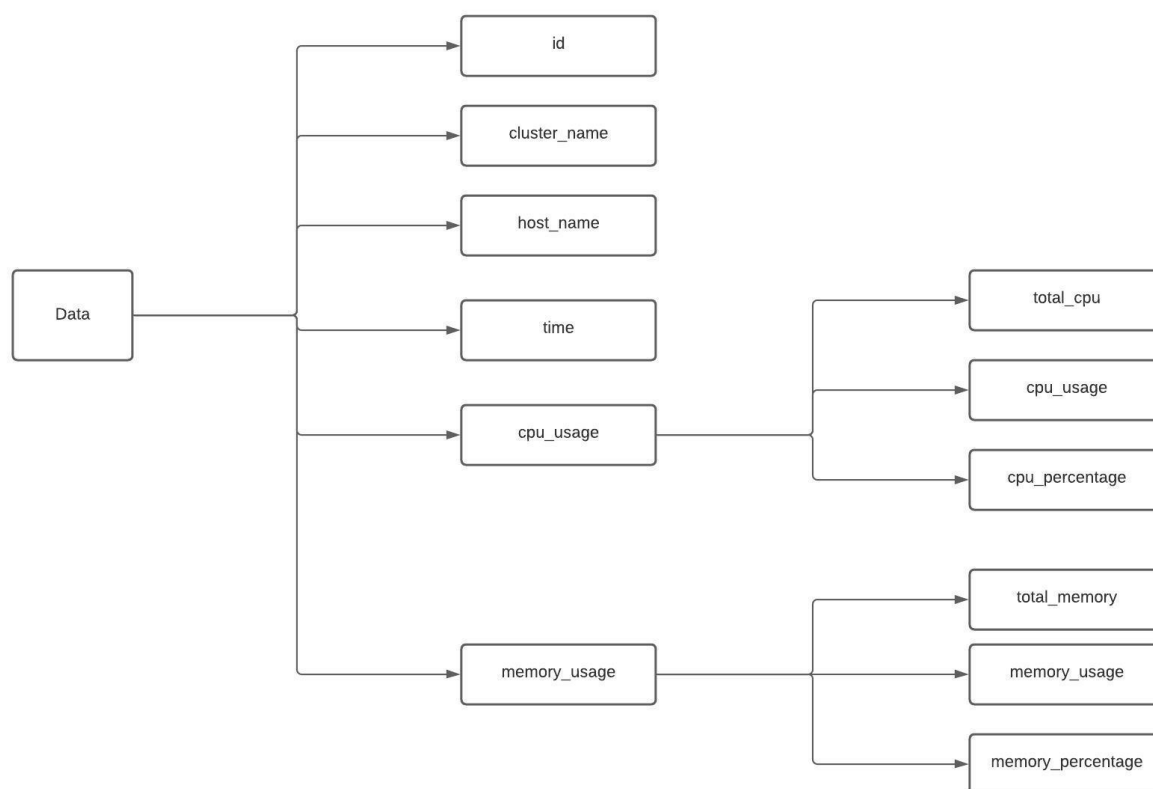 id
cluster_name
host_name
Data
time
cpu_usage
total_cpu
cpu_usage
cpu_percentage
memory_usage
total_memory
memory_usage
memory_percentage